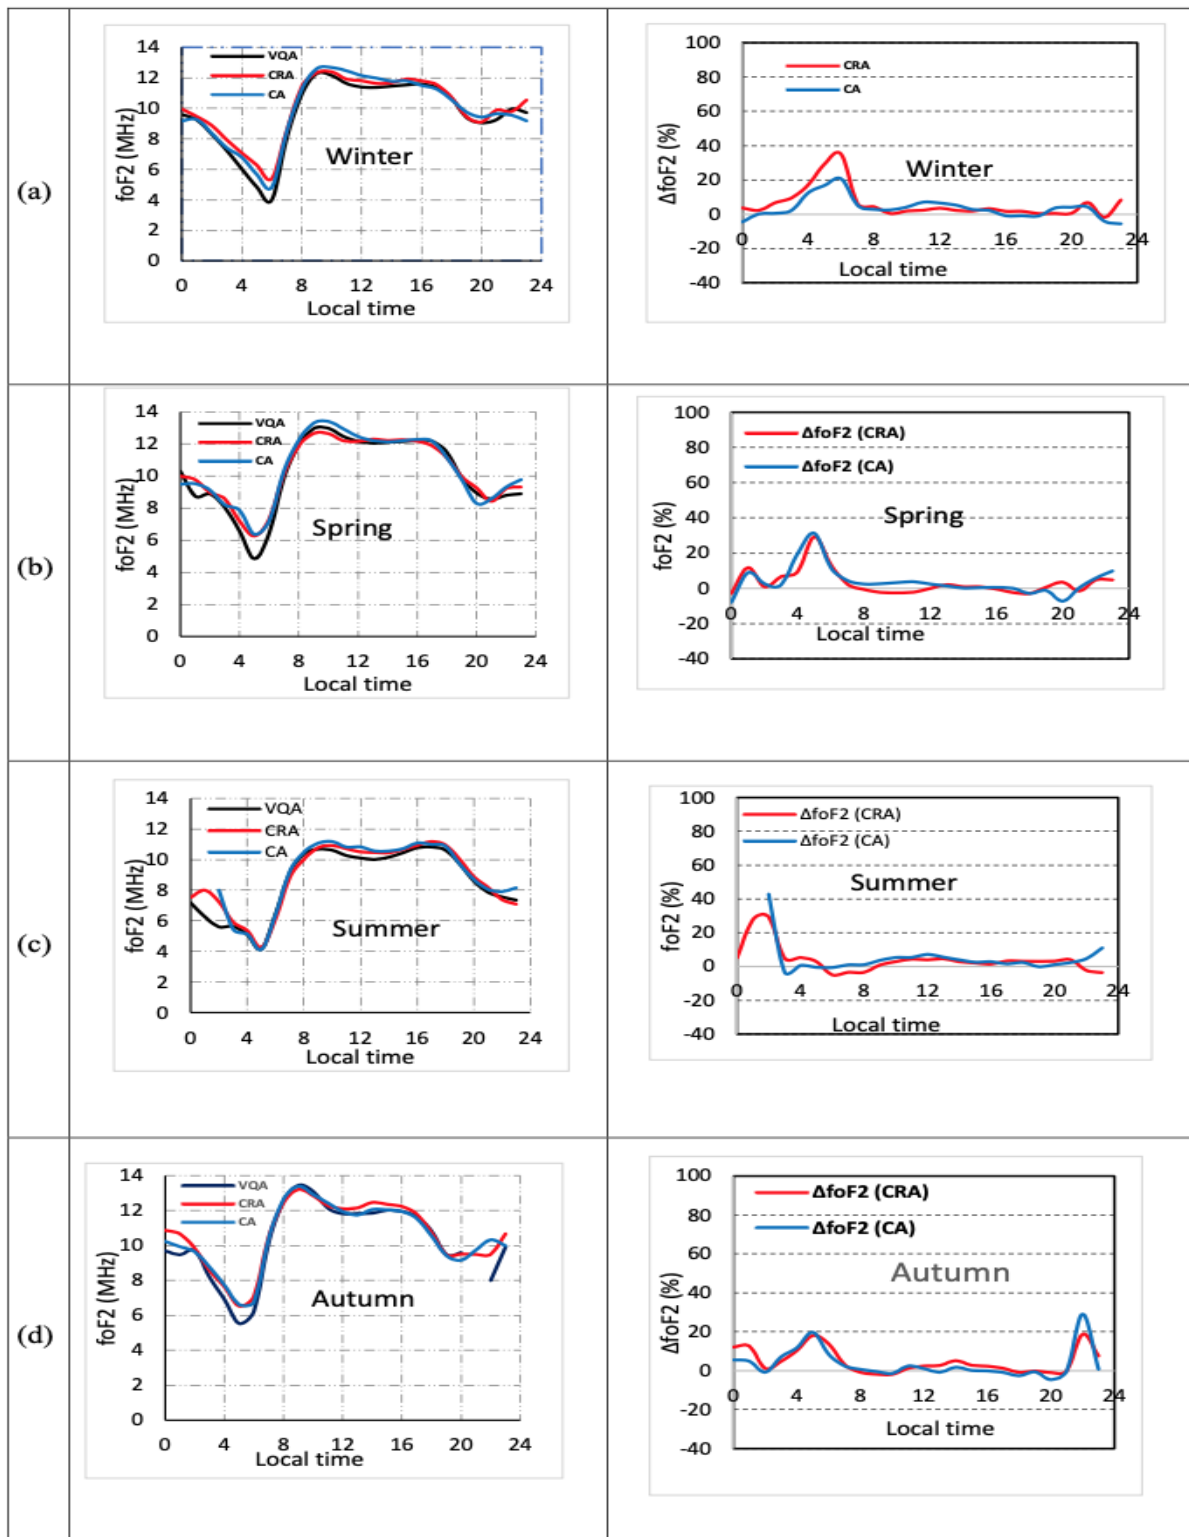 (a)
14
12
10
8
6
4
2
0
foF2 (MHz)
VQA
CRA
CA
Winter
0 4 8 12 16 20 24
Local time
100
80
60
40
20
0
-20
-40
ΔfoF2 (%)
CRA
CA
Winter
0 4 8 12 16 20 24
Local time
(b)
14
12
10
8
6
4
2
0
foF2 (MHz)
VQA
CRA
CA
Spring
0 4 8 12 16 20 24
Local time
100
80
60
40
20
0
-20
-40
foF2 (%)
ΔfoF2 (CRA)
ΔfoF2 (CA)
Spring
0 4 8 12 16 20 24
Local time
(c)
14
12
10
8
6
4
2
0
foF2 (MHz)
VQA
CRA
CA
Summer
0 4 8 12 16 20 24
Local time
100
80
60
40
20
0
-20
-40
foF2 (%)
ΔfoF2 (CRA)
ΔfoF2 (CA)
Summer
0 4 8 12 16 20 24
Local time
(d)
14
12
10
8
6
4
2
0
foF2 (MHz)
VQA
CRA
CA
Autumn
0 4 8 12 16 20 24
Local time
100
80
60
40
20
0
-20
-40
ΔfoF2 (%)
ΔfoF2 (CRA)
ΔfoF2 (CA)
Autumn
0 4 8 12 16 20 24
Local time